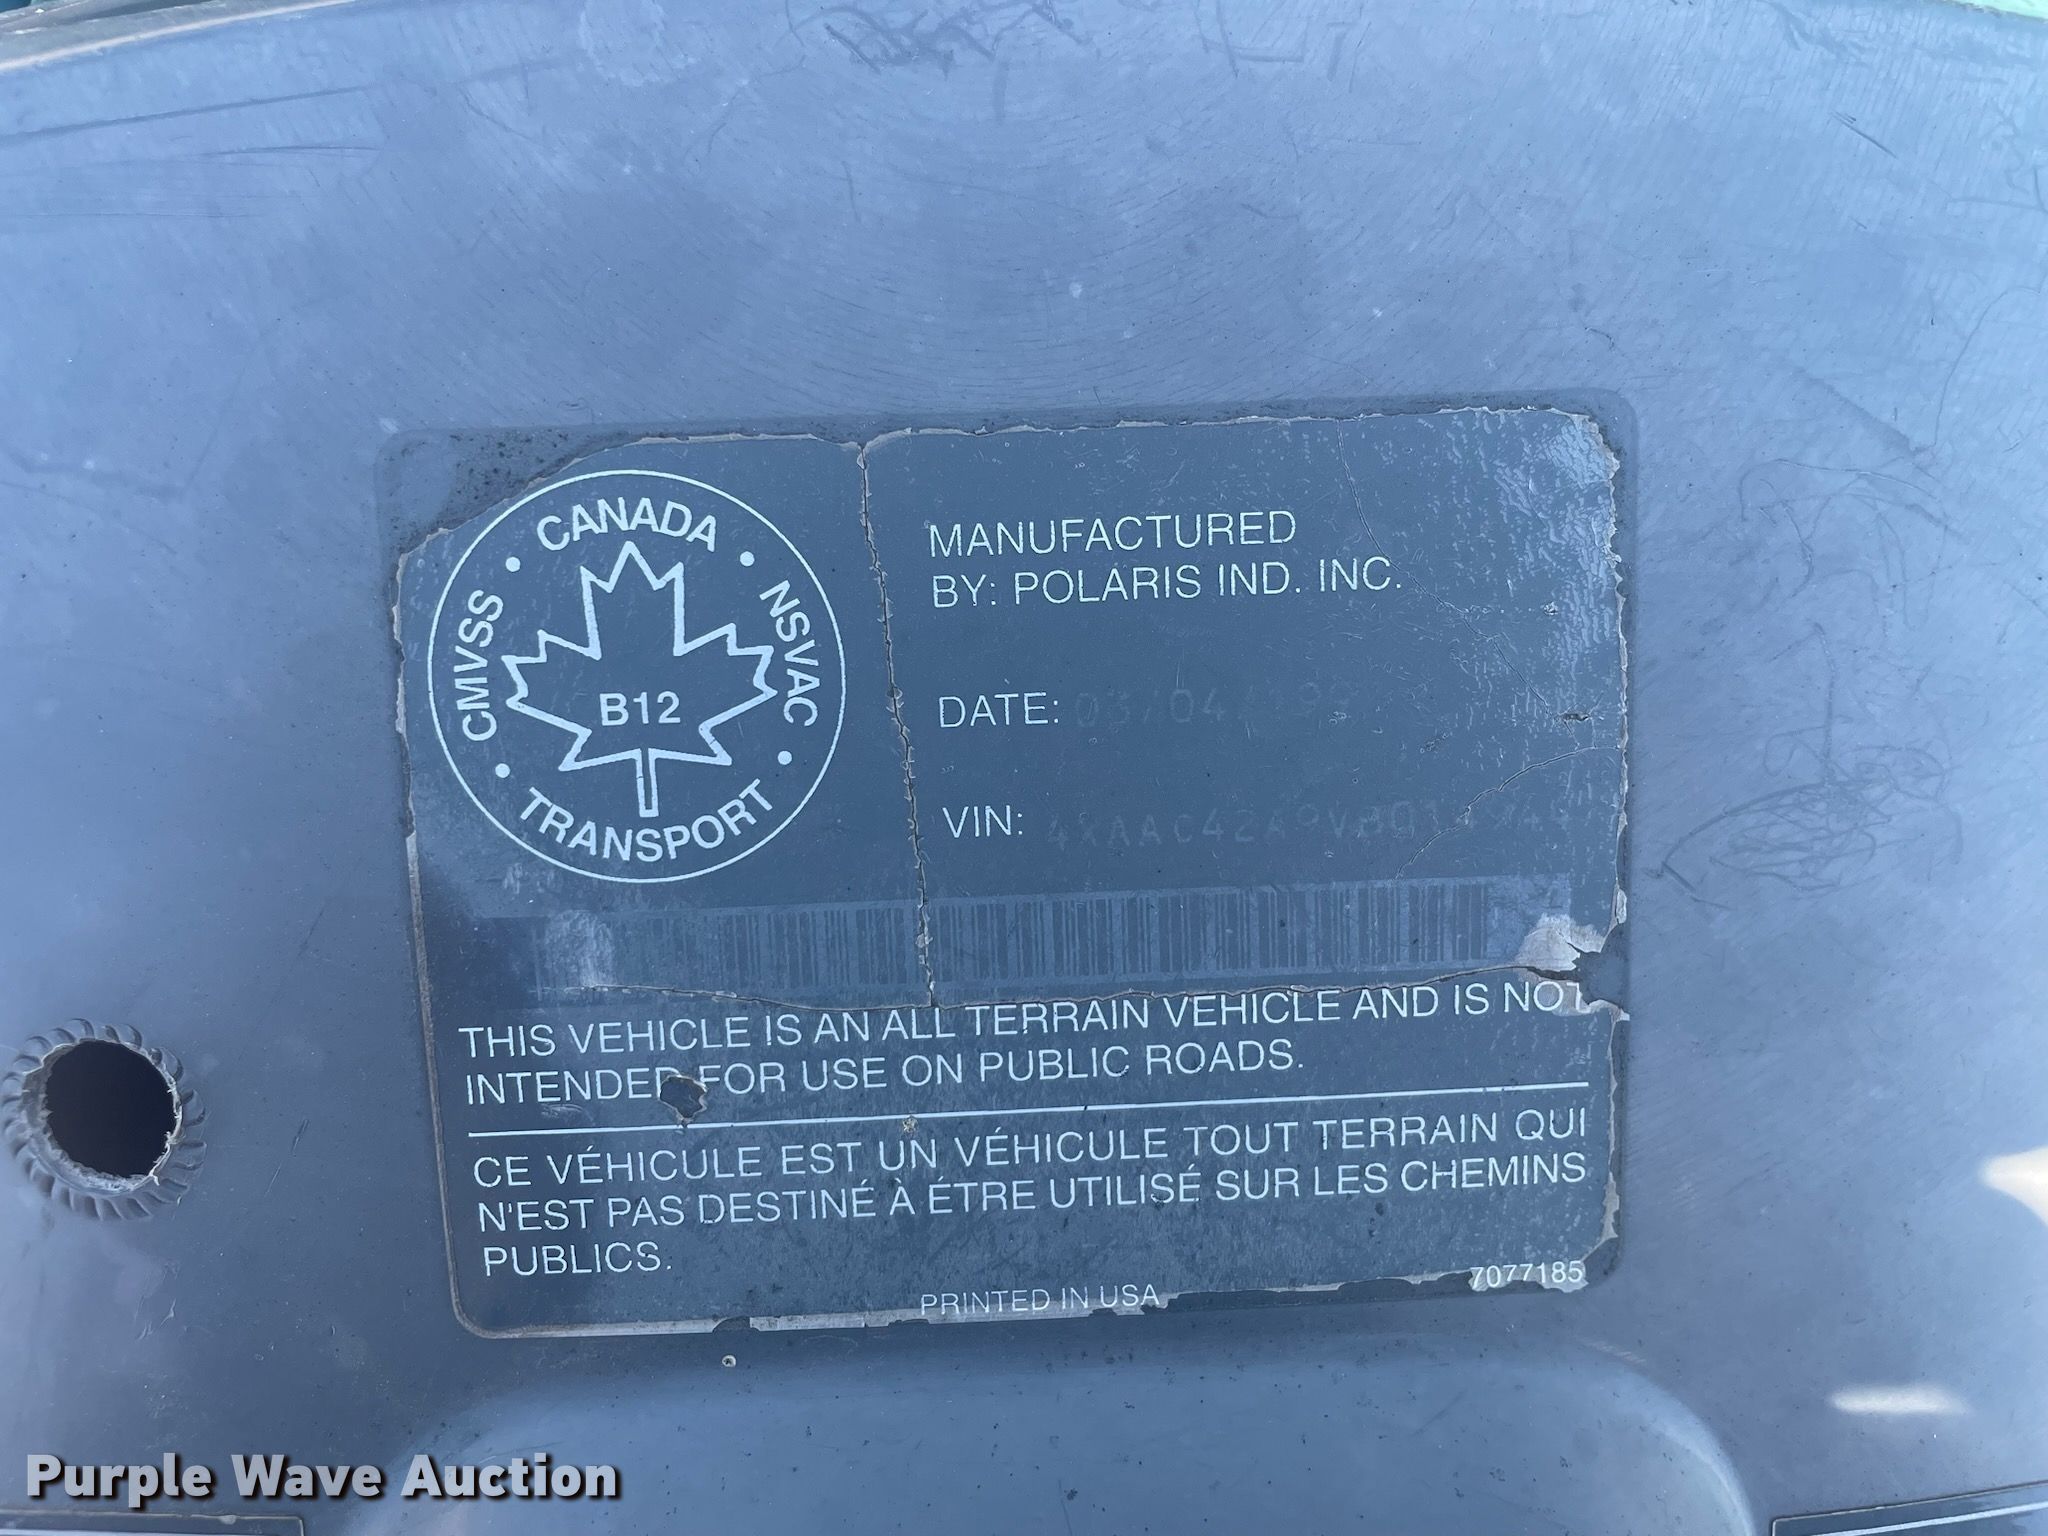 CANADA
NSVAC
CMVSS
B12
TRANSPORT
MANUFACTURED
BY: POLARIS IND. INC.
DATE:
VIN:
THIS VEHICLE IS AN ALL TERRAIN VEHICLE AND IS NOT
INTENDED FOR USE ON PUBLIC ROADS.
CE VÉHICULE EST UN VÉHICULE TOUT TERRAIN QUI
N'EST PAS DESTINÉ À ÉTRE UTILISÉ SUR LES CHEMINS
PUBLICS.
7077185
PRINTED IN USA
Purple Wave Auction